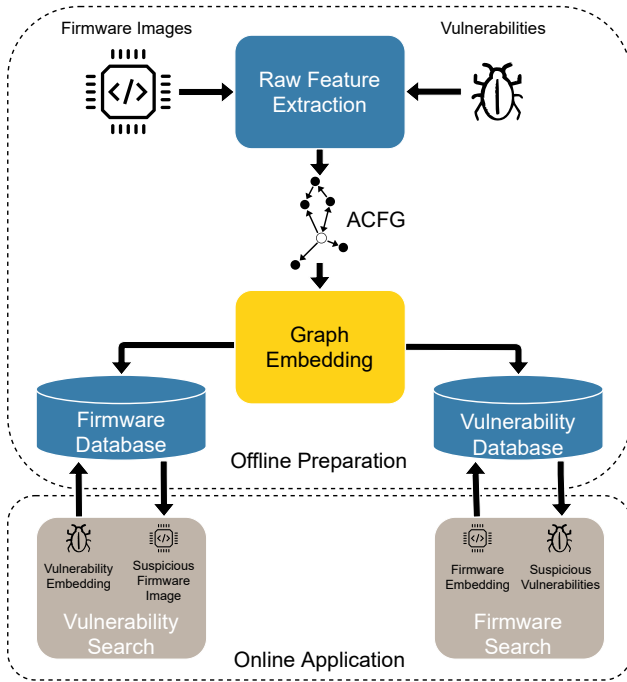 Firmware Images
Vulnerabilities
</>
Raw Feature
Extraction
ACFG
Graph
Embedding
Firmware
Database
Vulnerability
Database
Offline Preparation
</>
Vulnerability
Embedding
Suspicious
Firmware
Image
Vulnerability
Search
</>
Firmware
Embedding
Suspicious
Vulnerabilities
Firmware
Search
Online Application